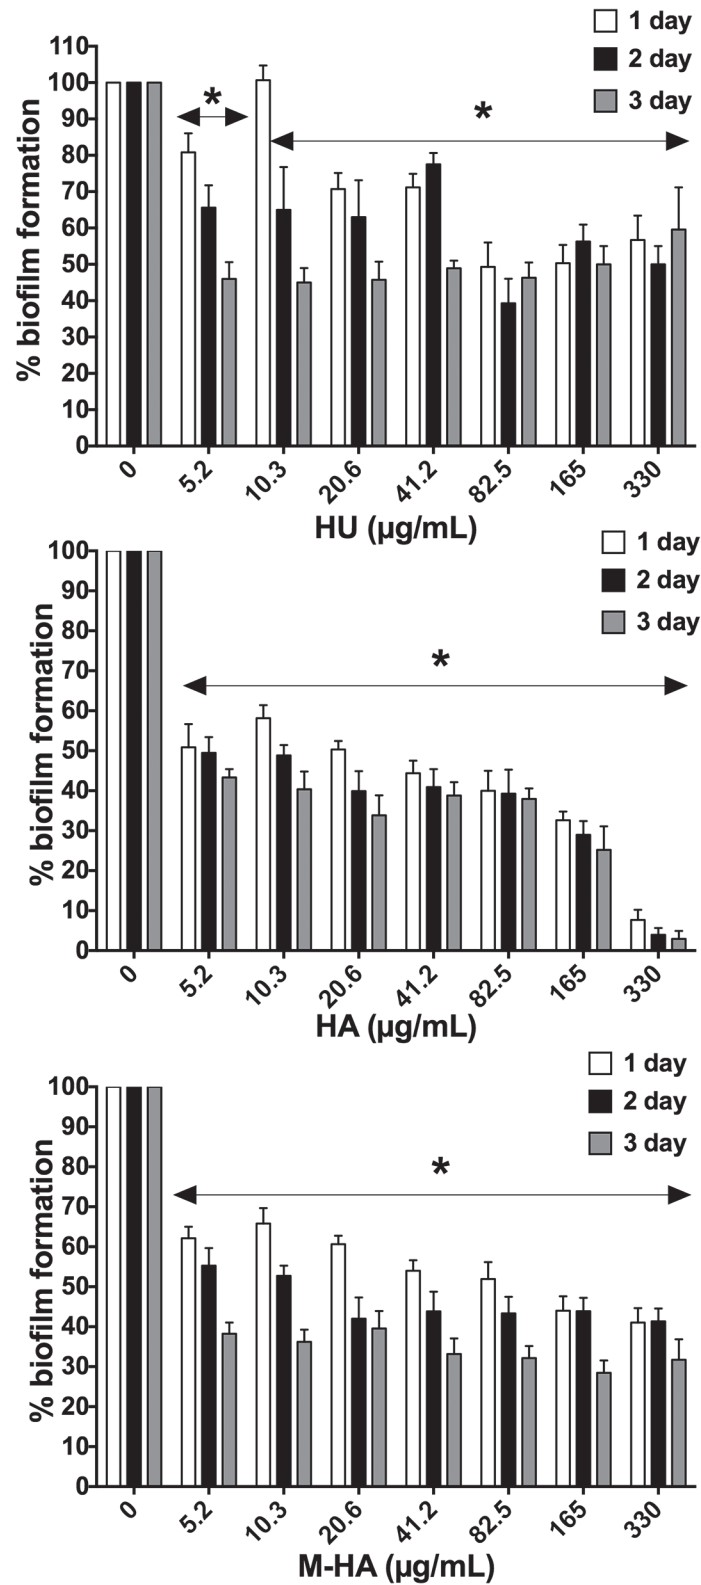 1 day
2 day
3 day
% biofilm formation
110
100
90
80
70
60
50
40
30
20
10
0
* *
0 5.2 10.3 20.6 41.2 82.5 165 330
HU (µg/mL)
1 day
2 day
3 day
% biofilm formation
100
90
80
70
60
50
40
30
20
10
0
*
0 5.2 10.3 20.6 41.2 82.5 165 330
HA (µg/mL)
1 day
2 day
3 day
% biofilm formation
100
90
80
70
60
50
40
30
20
10
0
*
0 5.2 10.3 20.6 41.2 82.5 165 330
M-HA (µg/mL)